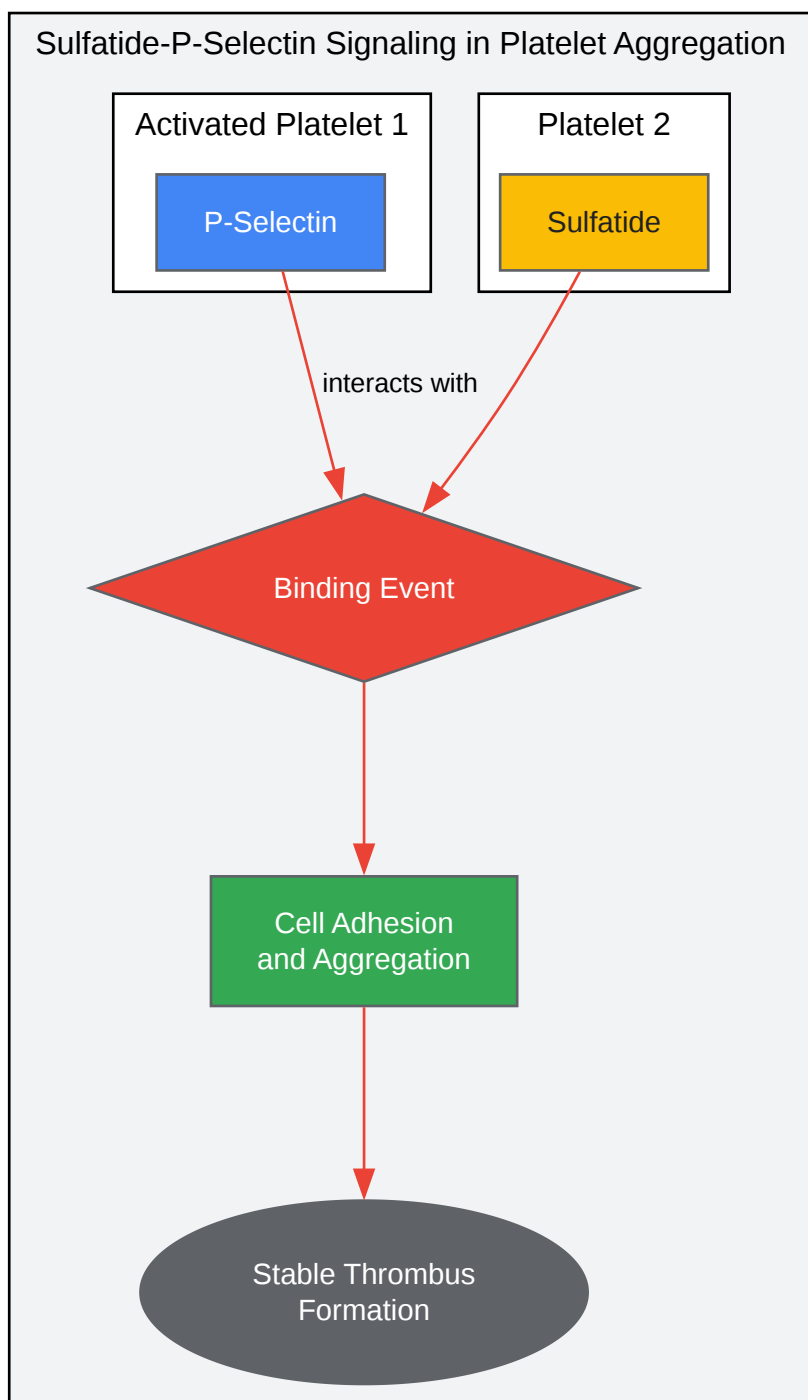 Sulfatide-P-Selectin Signaling in Platelet Aggregation
Activated Platelet 1
Platelet 2
P-Selectin
Sulfatide
interacts with
Binding Event
Cell Adhesion
and Aggregation
Stable Thrombus
Formation